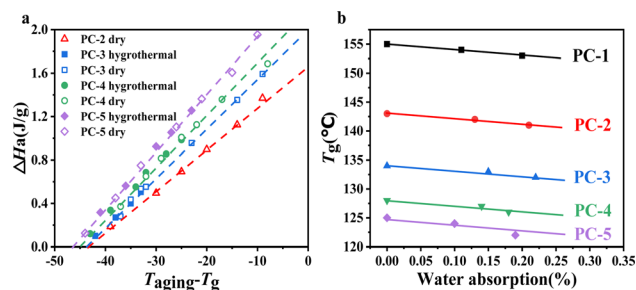 a
b
PC-2 dry
PC-3 hygrothermal
PC-3 dry
PC-4 hygrothermal
PC-4 dry
PC-5 hygrothermal
PC-5 dry
ΔHa(J/g)
2.0
1.6
1.2
0.8
0.4
0.0
-50 -40 -30 -20 -10 0
Taging-Tg
Tg(℃)
155
150
145
140
135
130
125
120
PC-1
PC-2
PC-3
PC-4
PC-5
0.00 0.05 0.10 0.15 0.20 0.25 0.30 0.35
Water absorption(%)